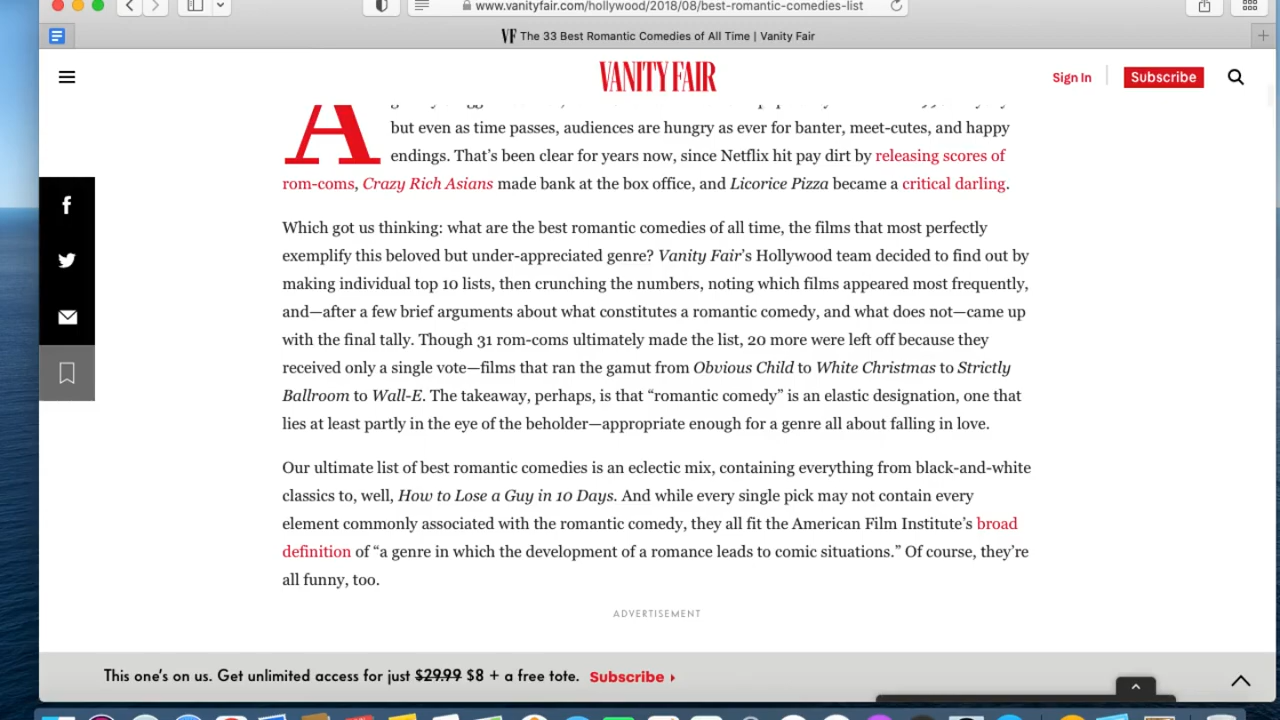 www.vanityfair.com/hollywood/2018/08/best-romantic-comedies-list
VF The 33 Best Romantic Comedies of All Time | Vanity Fair
VANITY FAIR
Sign In
Subscribe
A
but even as time passes, audiences are hungry as ever for banter, meet-cutes, and happy
endings. That’s been clear for years now, since Netflix hit pay dirt by releasing scores of
rom-coms, Crazy Rich Asians made bank at the box office, and Licorice Pizza became a critical darling.
Which got us thinking: what are the best romantic comedies of all time, the films that most perfectly
exemplify this beloved but under-appreciated genre? Vanity Fair’s Hollywood team decided to find out by
making individual top 10 lists, then crunching the numbers, noting which films appeared most frequently,
and—after a few brief arguments about what constitutes a romantic comedy, and what does not—came up
with the final tally. Though 31 rom-coms ultimately made the list, 20 more were left off because they
received only a single vote—films that ran the gamut from Obvious Child to White Christmas to Strictly
Ballroom to Wall-E. The takeaway, perhaps, is that “romantic comedy” is an elastic designation, one that
lies at least partly in the eye of the beholder—appropriate enough for a genre all about falling in love.
Our ultimate list of best romantic comedies is an eclectic mix, containing everything from black-and-white
classics to, well, How to Lose a Guy in 10 Days. And while every single pick may not contain every
element commonly associated with the romantic comedy, they all fit the American Film Institute’s broad
definition of “a genre in which the development of a romance leads to comic situations.” Of course, they’re
all funny, too.
ADVERTISEMENT
This one’s on us. Get unlimited access for just $29.99 $8 + a free tote. Subscribe